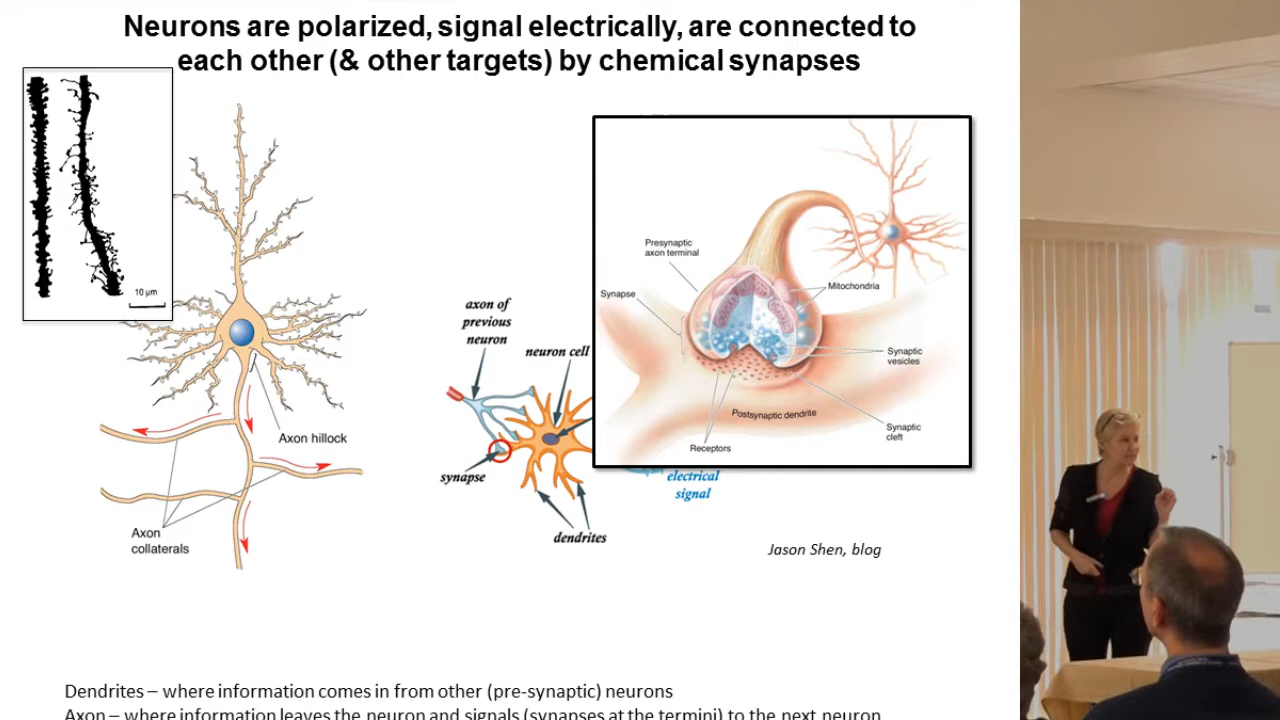 Neurons are polarized, signal electrically, are connected to
each other (& other targets) by chemical synapses
10 µm
Axon hillock
Axon
collaterals
axon of
previous
neuron
neuron cell
synapse
dendrites
electrical
signal
Presynaptic
axon terminal
Synapse
Mitochondria
Synaptic
vesicles
Postsynaptic dendrite
Synaptic
cleft
Receptors
Jason Shen, blog
Dendrites – where information comes in from other (pre-synaptic) neurons
Axon – where information leaves the neuron and signals (synapses at the termini) to the next neuron